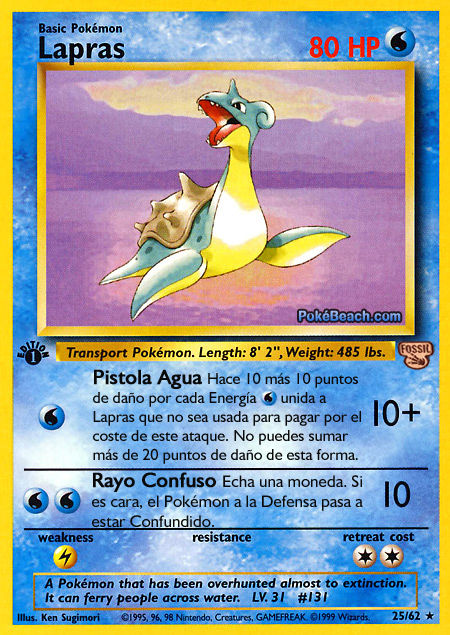 Basic Pokémon
Lapras
80 HP
PokéBeach.com
EDITION
1
Transport Pokémon. Length: 8' 2", Weight: 485 lbs.
FOSSIL
Pistola Agua Hace 10 más 10 puntos
de daño por cada Energía unida a
Lapras que no sea usada para pagar por el
coste de este ataque. No puedes sumar
más de 20 puntos de daño de esta forma.
10+
Rayo Confuso Echa una moneda. Si
es cara, el Pokémon a la Defensa pasa a
estar Confundido.
10
weakness
resistance
retreat cost
A Pokémon that has been overhunted almost to extinction.
It can ferry people across water. LV. 31 #131
Illus. Ken Sugimori ©1995, 96, 98 Nintendo, Creatures, GAMEFREAK. ©1999 Wizards. 25/62 ★